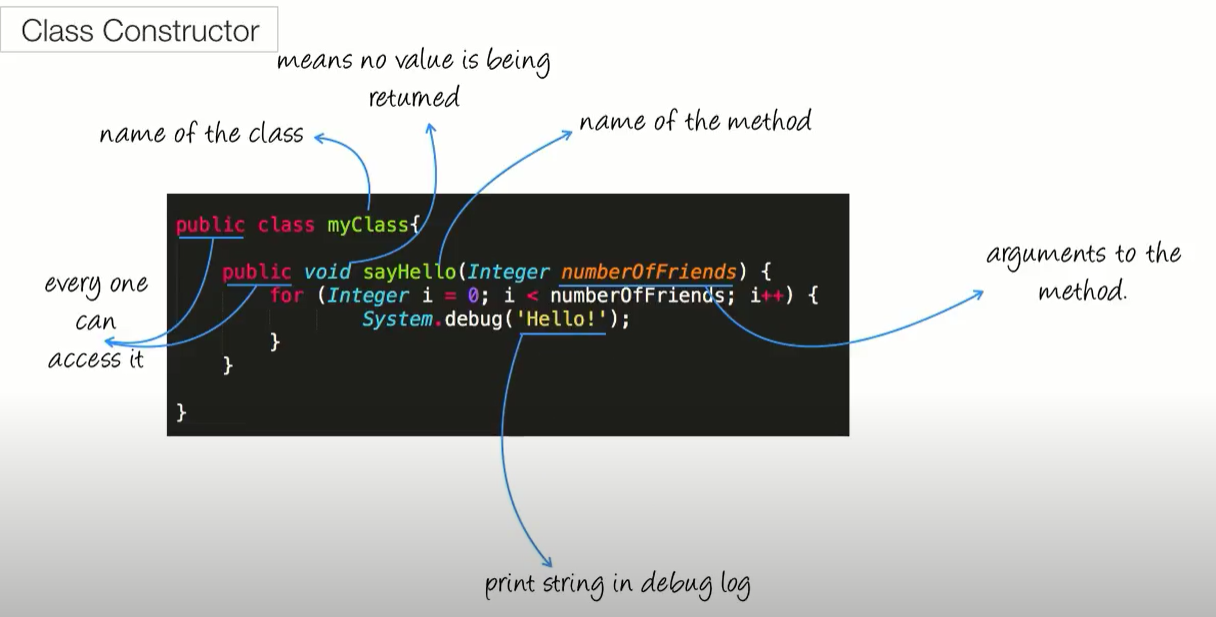 Class Constructor
means no value is being
returned
name of the class
name of the method
public class myClass{
public void sayHello(Integer numberOfFriends) {
for (Integer i = 0; i < numberOfFriends; i++) {
System.debug('Hello!');
}
}
}
every one
can
access it
arguments to the
method.
print string in debug log